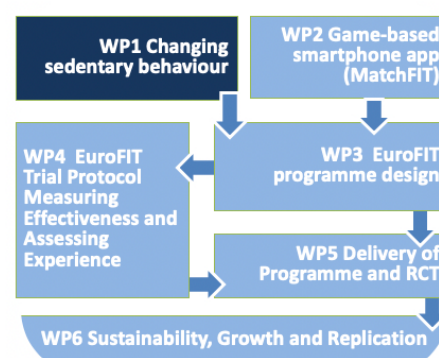 WP1 Changing
sedentary behaviour
WP2 Game-based
smartphone app
(MatchFIT)
WP3 EuroFIT
programme design
WP4 EuroFIT
Trial Protocol
Measuring
Effectiveness and
Assessing
Experience
WP5 Delivery of
Programme and RCT
WP6 Sustainability, Growth and Replication